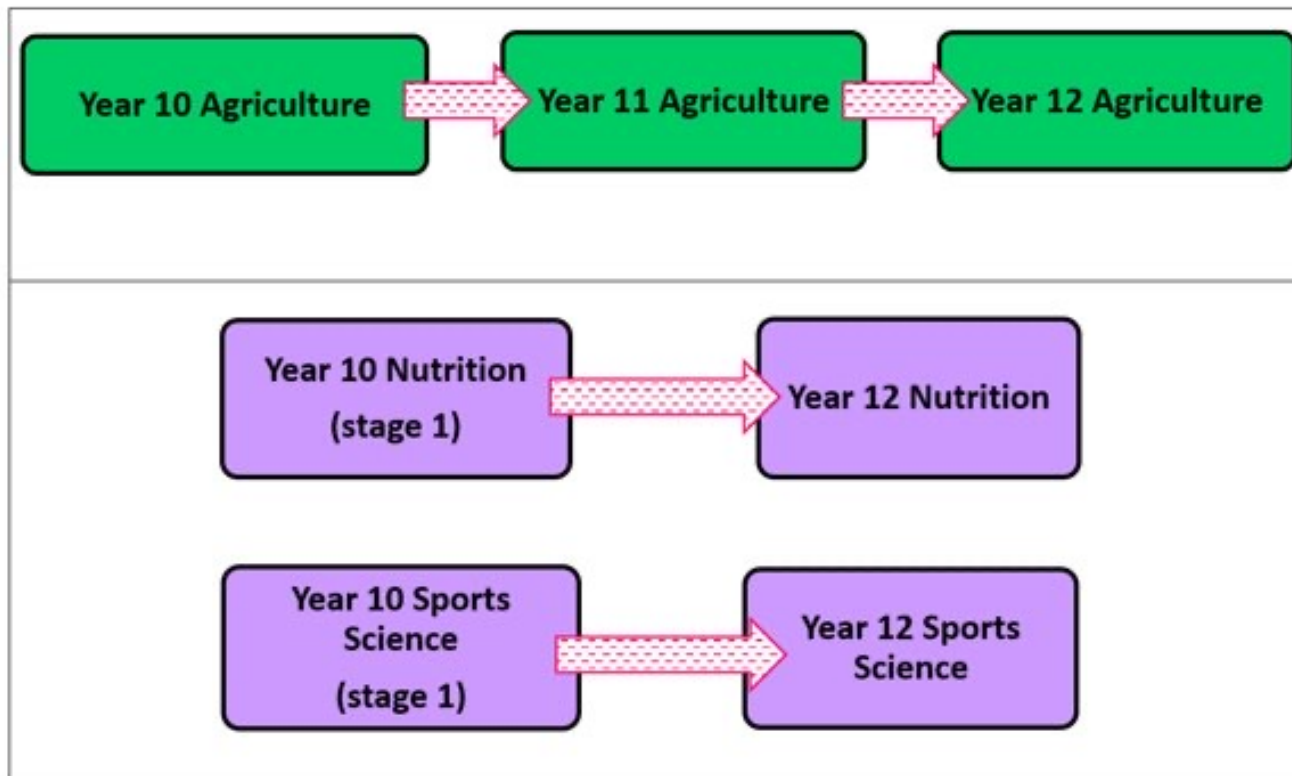 Year 10 Agriculture
Year 11 Agriculture
Year 12 Agriculture
Year 10 Nutrition
(stage 1)
Year 12 Nutrition
Year 10 Sports
Science
(stage 1)
Year 12 Sports
Science